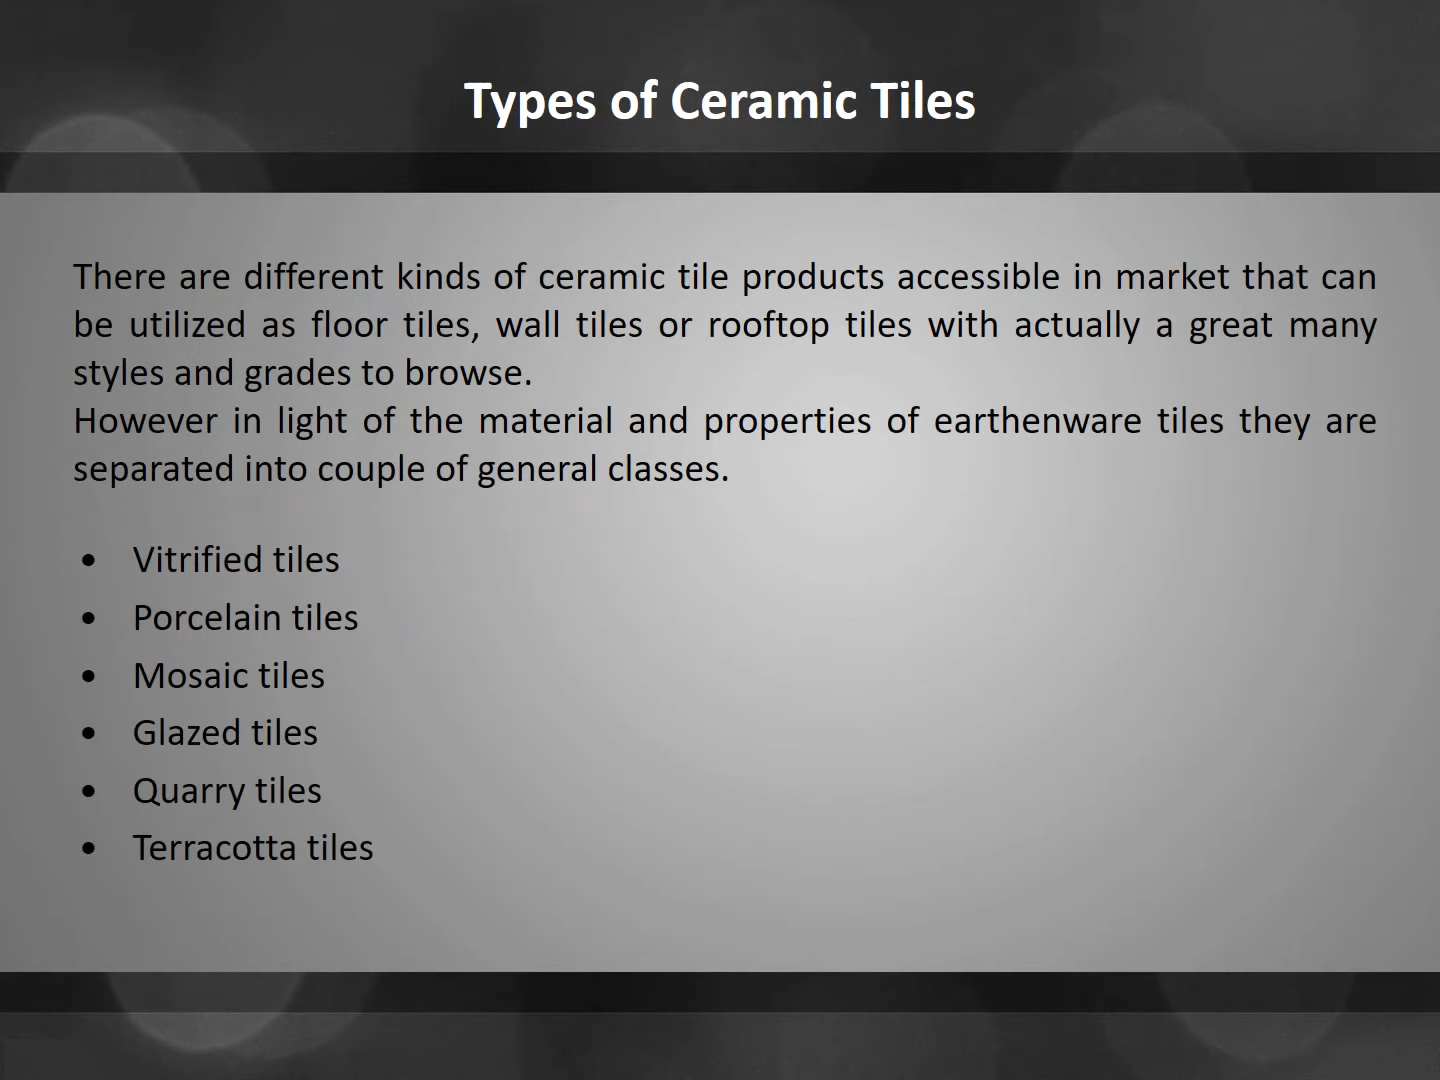 Types of Ceramic Tiles
There are different kinds of ceramic tile products accessible in market that can
be utilized as floor tiles, wall tiles or rooftop tiles with actually a great many
styles and grades to browse.
However in light of the material and properties of earthenware tiles they are
separated into couple of general classes.
• Vitrified tiles
• Porcelain tiles
• Mosaic tiles
• Glazed tiles
• Quarry tiles
• Terracotta tiles